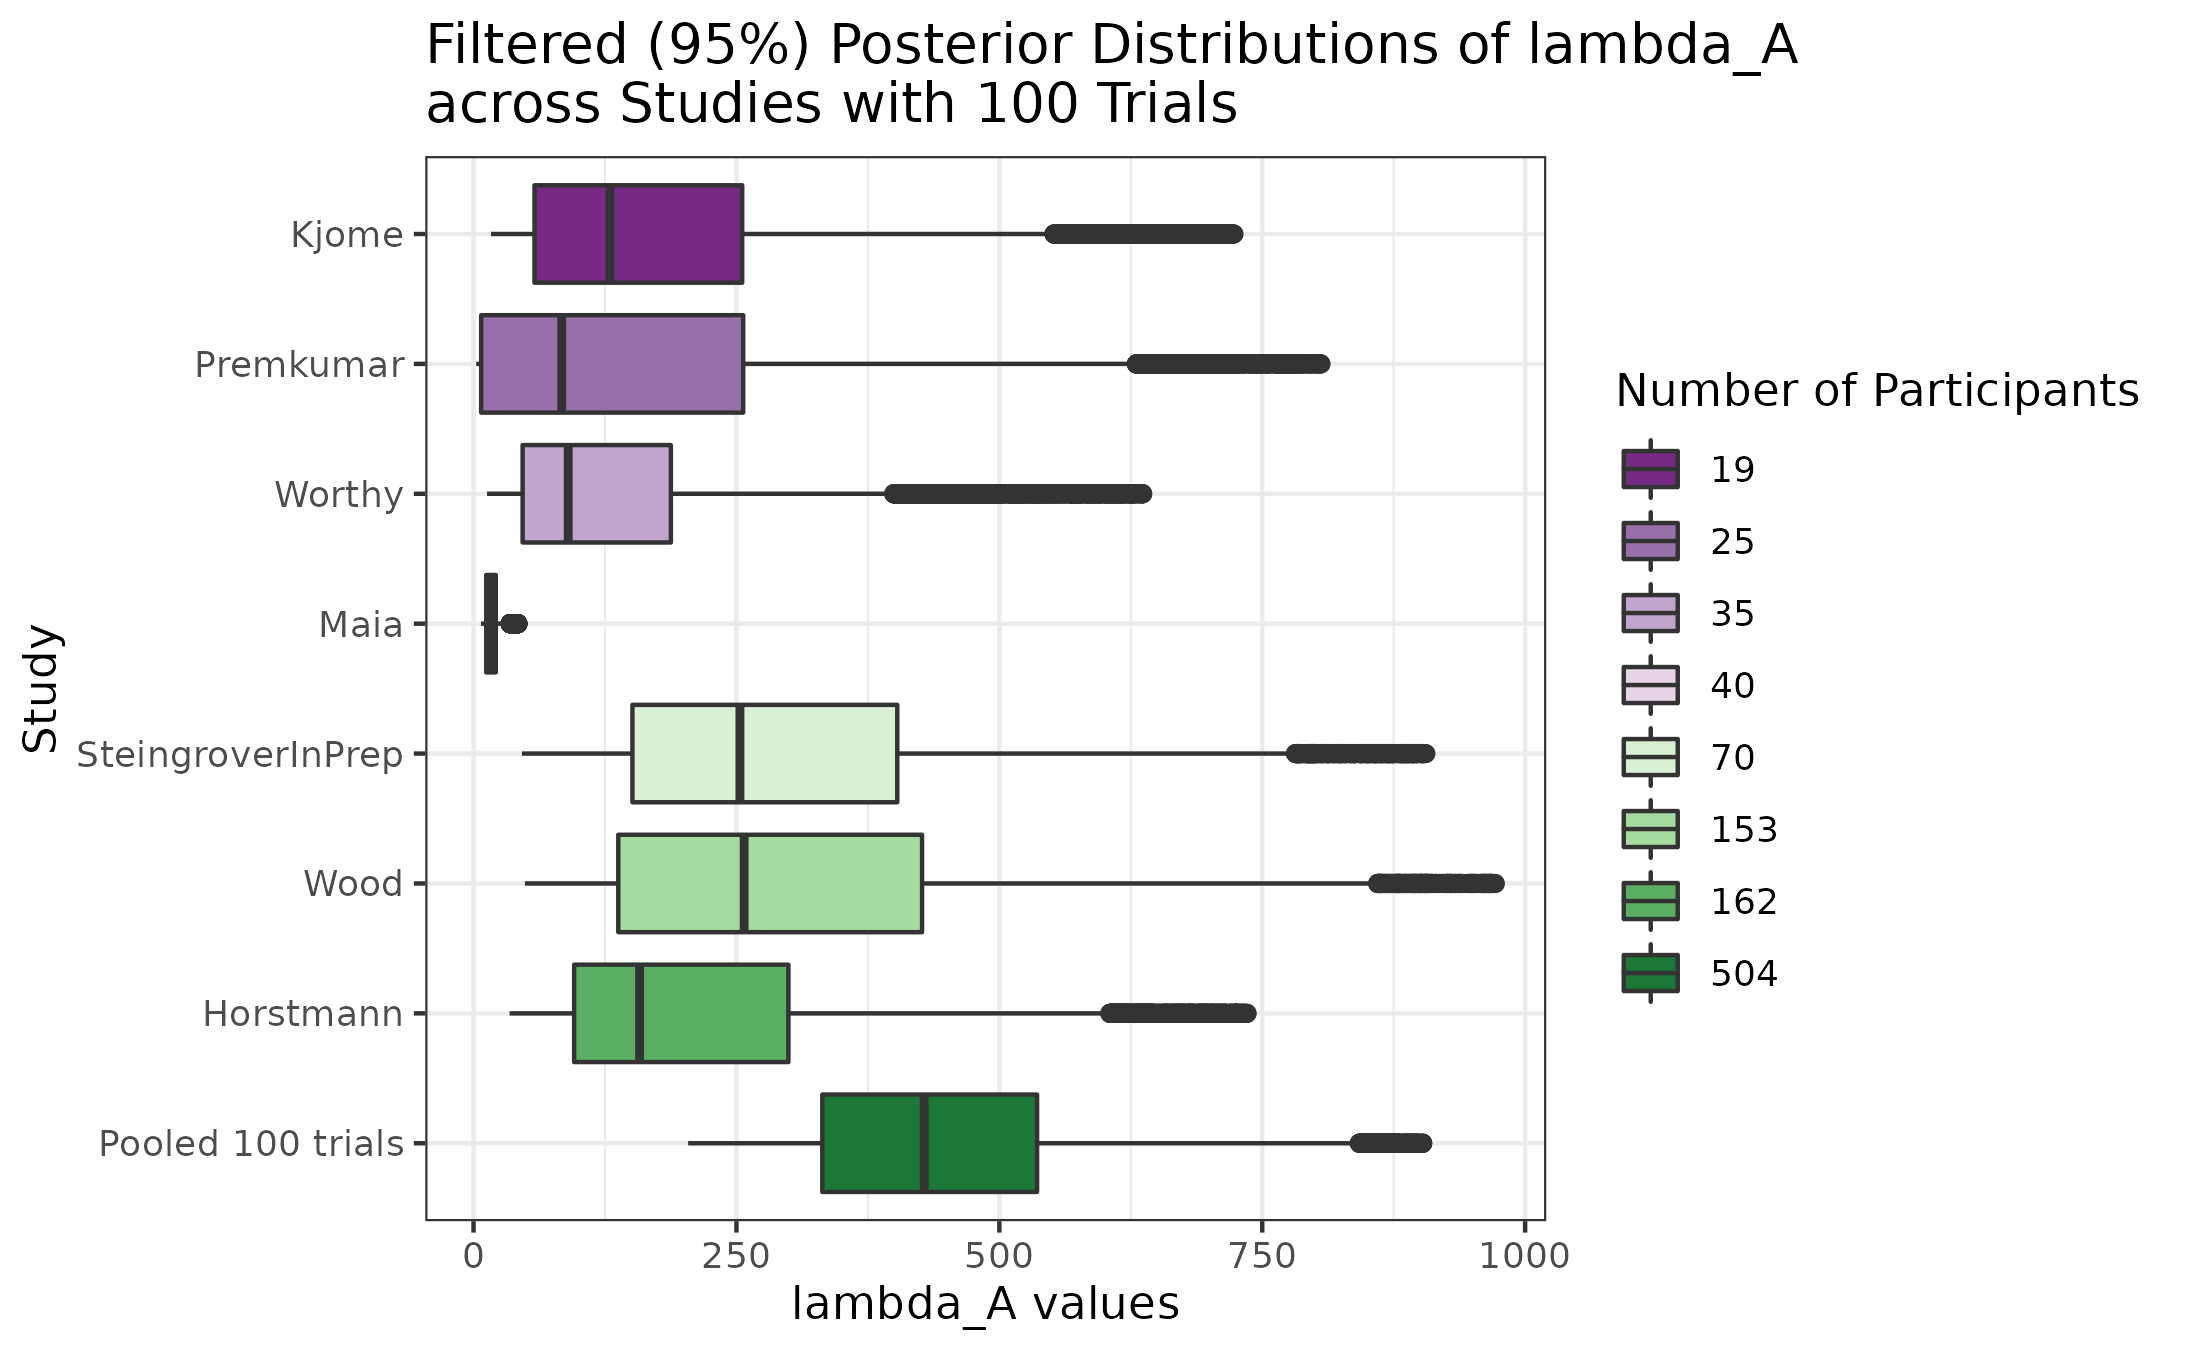 Filtered (95%) Posterior Distributions of lambda_A
across Studies with 100 Trials
Study
Kjome
Premkumar
Worthy
Maia
SteingroverInPrep
Wood
Horstmann
Pooled 100 trials
0 250 500 750 1000
lambda_A values
Number of Participants
19
25
35
40
70
153
162
504